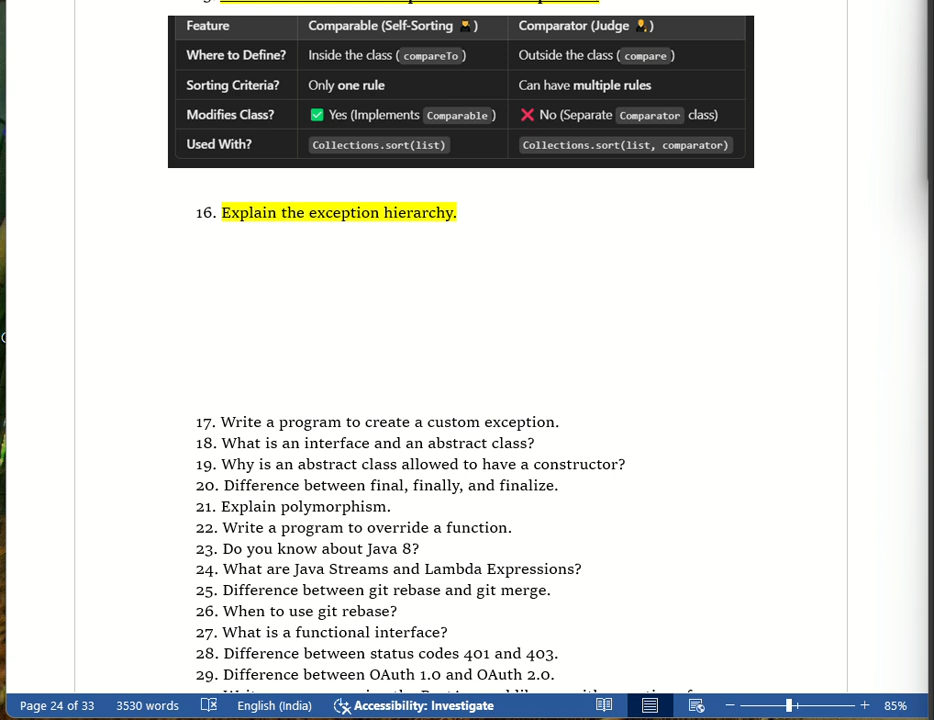 Feature Comparable (Self-Sorting ) Comparator (Judge )
Where to Define? Inside the class (compareTo) Outside the class (compare)
Sorting Criteria? Only one rule Can have multiple rules
Modifies Class? ✅ Yes (Implements Comparable) ❌ No (Separate Comparator class)
Used With? Collections.sort(list) Collections.sort(list, comparator)
16. Explain the exception hierarchy.
17. Write a program to create a custom exception.
18. What is an interface and an abstract class?
19. Why is an abstract class allowed to have a constructor?
20. Difference between final, finally, and finalize.
21. Explain polymorphism.
22. Write a program to override a function.
23. Do you know about Java 8?
24. What are Java Streams and Lambda Expressions?
25. Difference between git rebase and git merge.
26. When to use git rebase?
27. What is a functional interface?
28. Difference between status codes 401 and 403.
29. Difference between OAuth 1.0 and OAuth 2.0.
Page 24 of 33 3530 words English (India) Accessibility: Investigate 85%